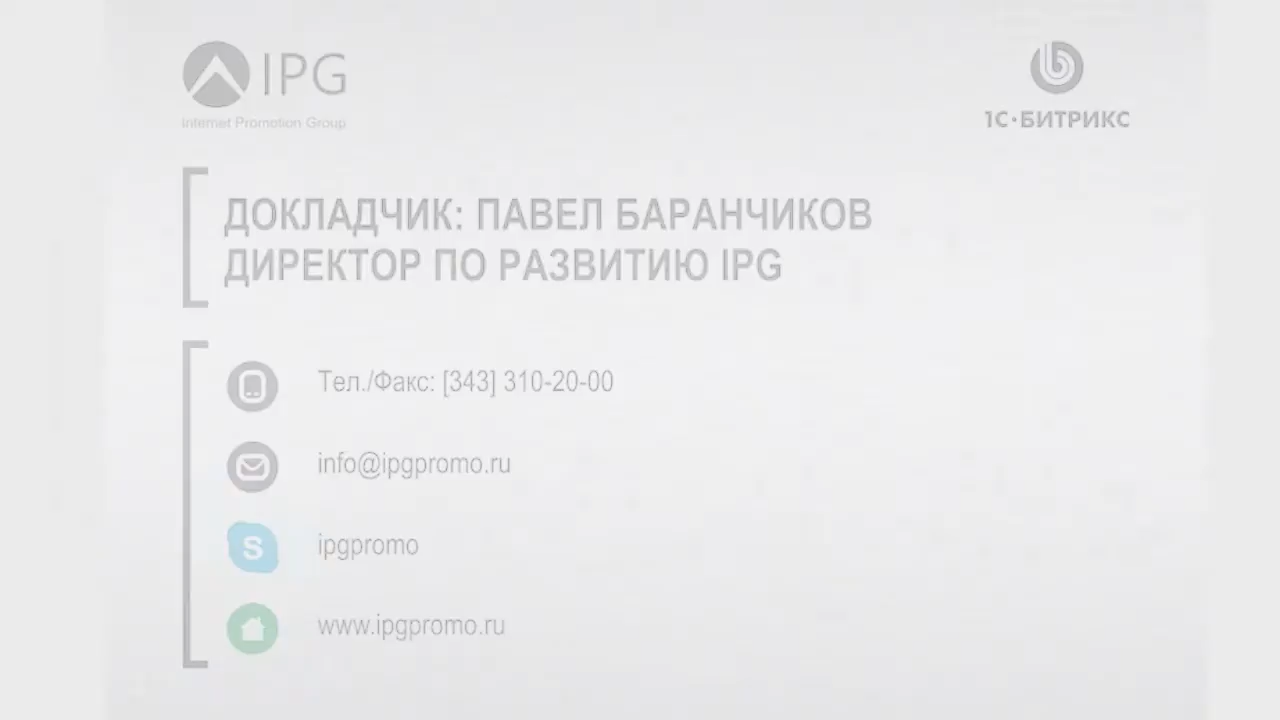 IPG
Internet Promotion Group
1С·БИТРИКС
ДОКЛАДЧИК: ПАВЕЛ БАРАНЧИКОВ
ДИРЕКТОР ПО РАЗВИТИЮ IPG
Тел./Факс: [343] 310-20-00
info@ipgpromo.ru
ipgpromo
www.ipgpromo.ru